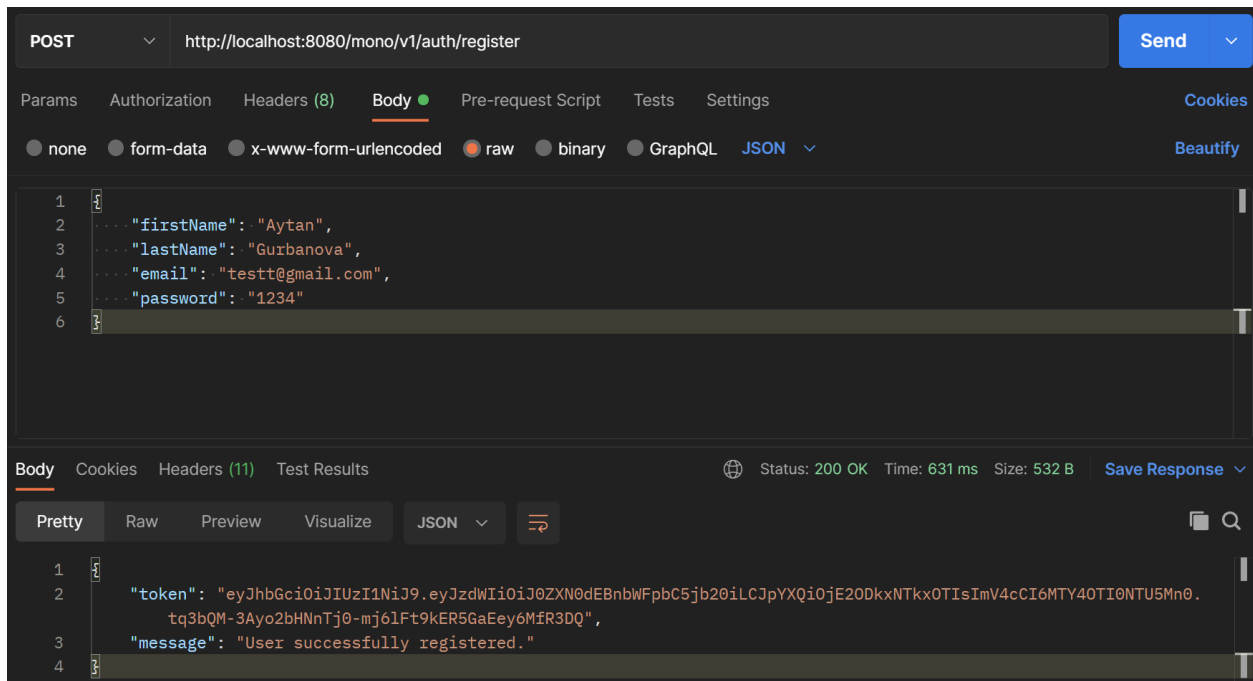 POST http://localhost:8080/mono/v1/auth/register Send
Params Authorization Headers (8) Body Pre-request Script Tests Settings Cookies
none form-data x-www-form-urlencoded raw binary GraphQL JSON Beautify
1 {
2 ····"firstName":·"Aytan",
3 ····"lastName":·"Gurbanova",
4 ····"email":·"testt@gmail.com",
5 ····"password":·"1234"
6 }
Body Cookies Headers (11) Test Results Status: 200 OK Time: 631 ms Size: 532 B Save Response
Pretty Raw Preview Visualize JSON
1 {
2 "token": "eyJhbGciOiJIUzI1NiJ9.eyJzdWIiOiJ0ZXN0dEBnbWFpbC5jb20iLCJpYXQiOjE2ODkxNTkxOTIsImV4cCI6MTY4OTI0NTU5Mn0.
tq3bQM-3Ayo2bHNnTj0-mj6lFt9kER5GaEey6MfR3DQ",
3 "message": "User successfully registered."
4 }